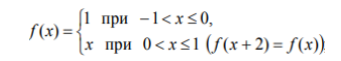 f(x) = { 1 при −1 < x ≤ 0,
x при 0 < x ≤ 1 (f(x + 2) = f(x))